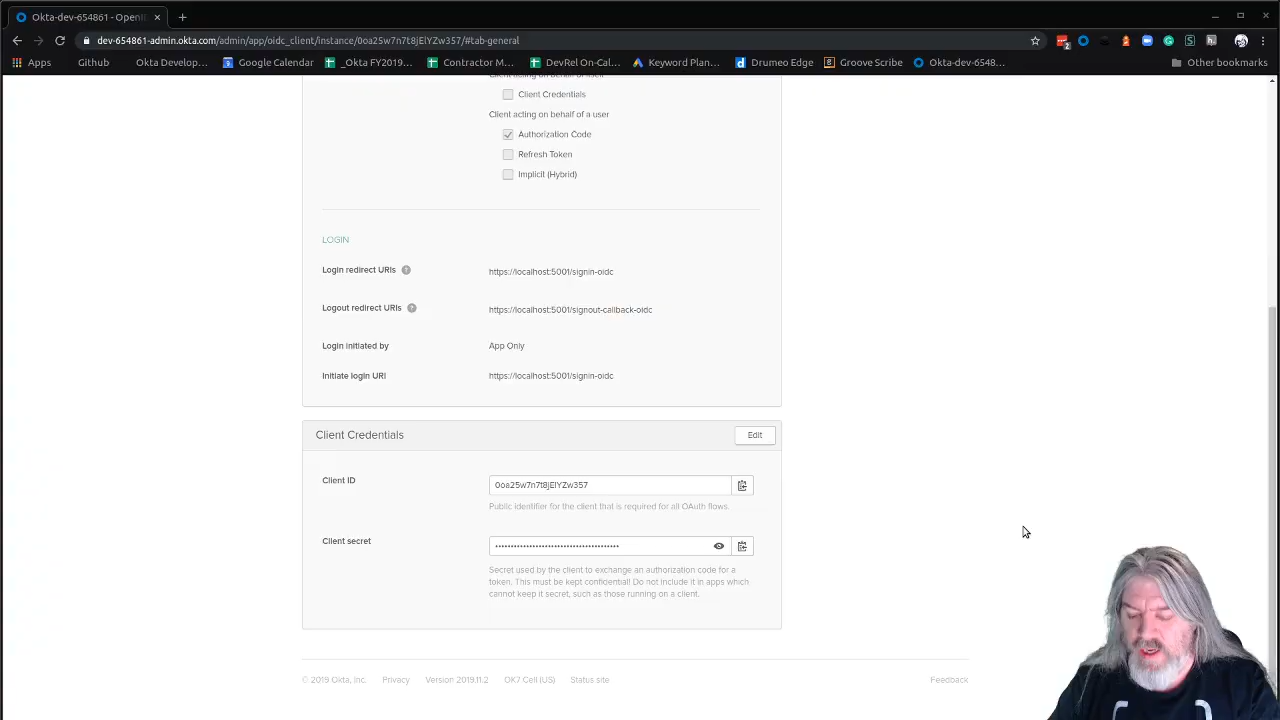 Okta-dev-654861 - OpenI
dev-654861-admin.okta.com/admin/app/oidc_client/instance/0oa25w7n7t8jElYZw357/#tab-general
2
Apps
Github
Okta Develop...
Google Calendar
_Okta FY2019...
Contractor M...
DevRel On-Cal...
Keyword Plan...
Drumeo Edge
Groove Scribe
Okta-dev-6548...
Other bookmarks
Client acting on behalf of itself
Client Credentials
Client acting on behalf of a user
Authorization Code
Refresh Token
Implicit (Hybrid)
LOGIN
Login redirect URIs ?
https://localhost:5001/signin-oidc
Logout redirect URIs ?
https://localhost:5001/signout-callback-oidc
Login initiated by
App Only
Initiate login URI
https://localhost:5001/signin-oidc
Client Credentials
Edit
Client ID
0oa25w7n7t8jElYZw357
Public identifier for the client that is required for all OAuth flows.
Client secret
••••••••••••••••••••••••••••••••••••••••
Secret used by the client to exchange an authorization code for a
token. This must be kept confidential! Do not include it in apps which
cannot keep it secret, such as those running on a client.
© 2019 Okta, Inc.
Privacy
Version 2019.11.2
OK7 Cell (US)
Status site
Feedback